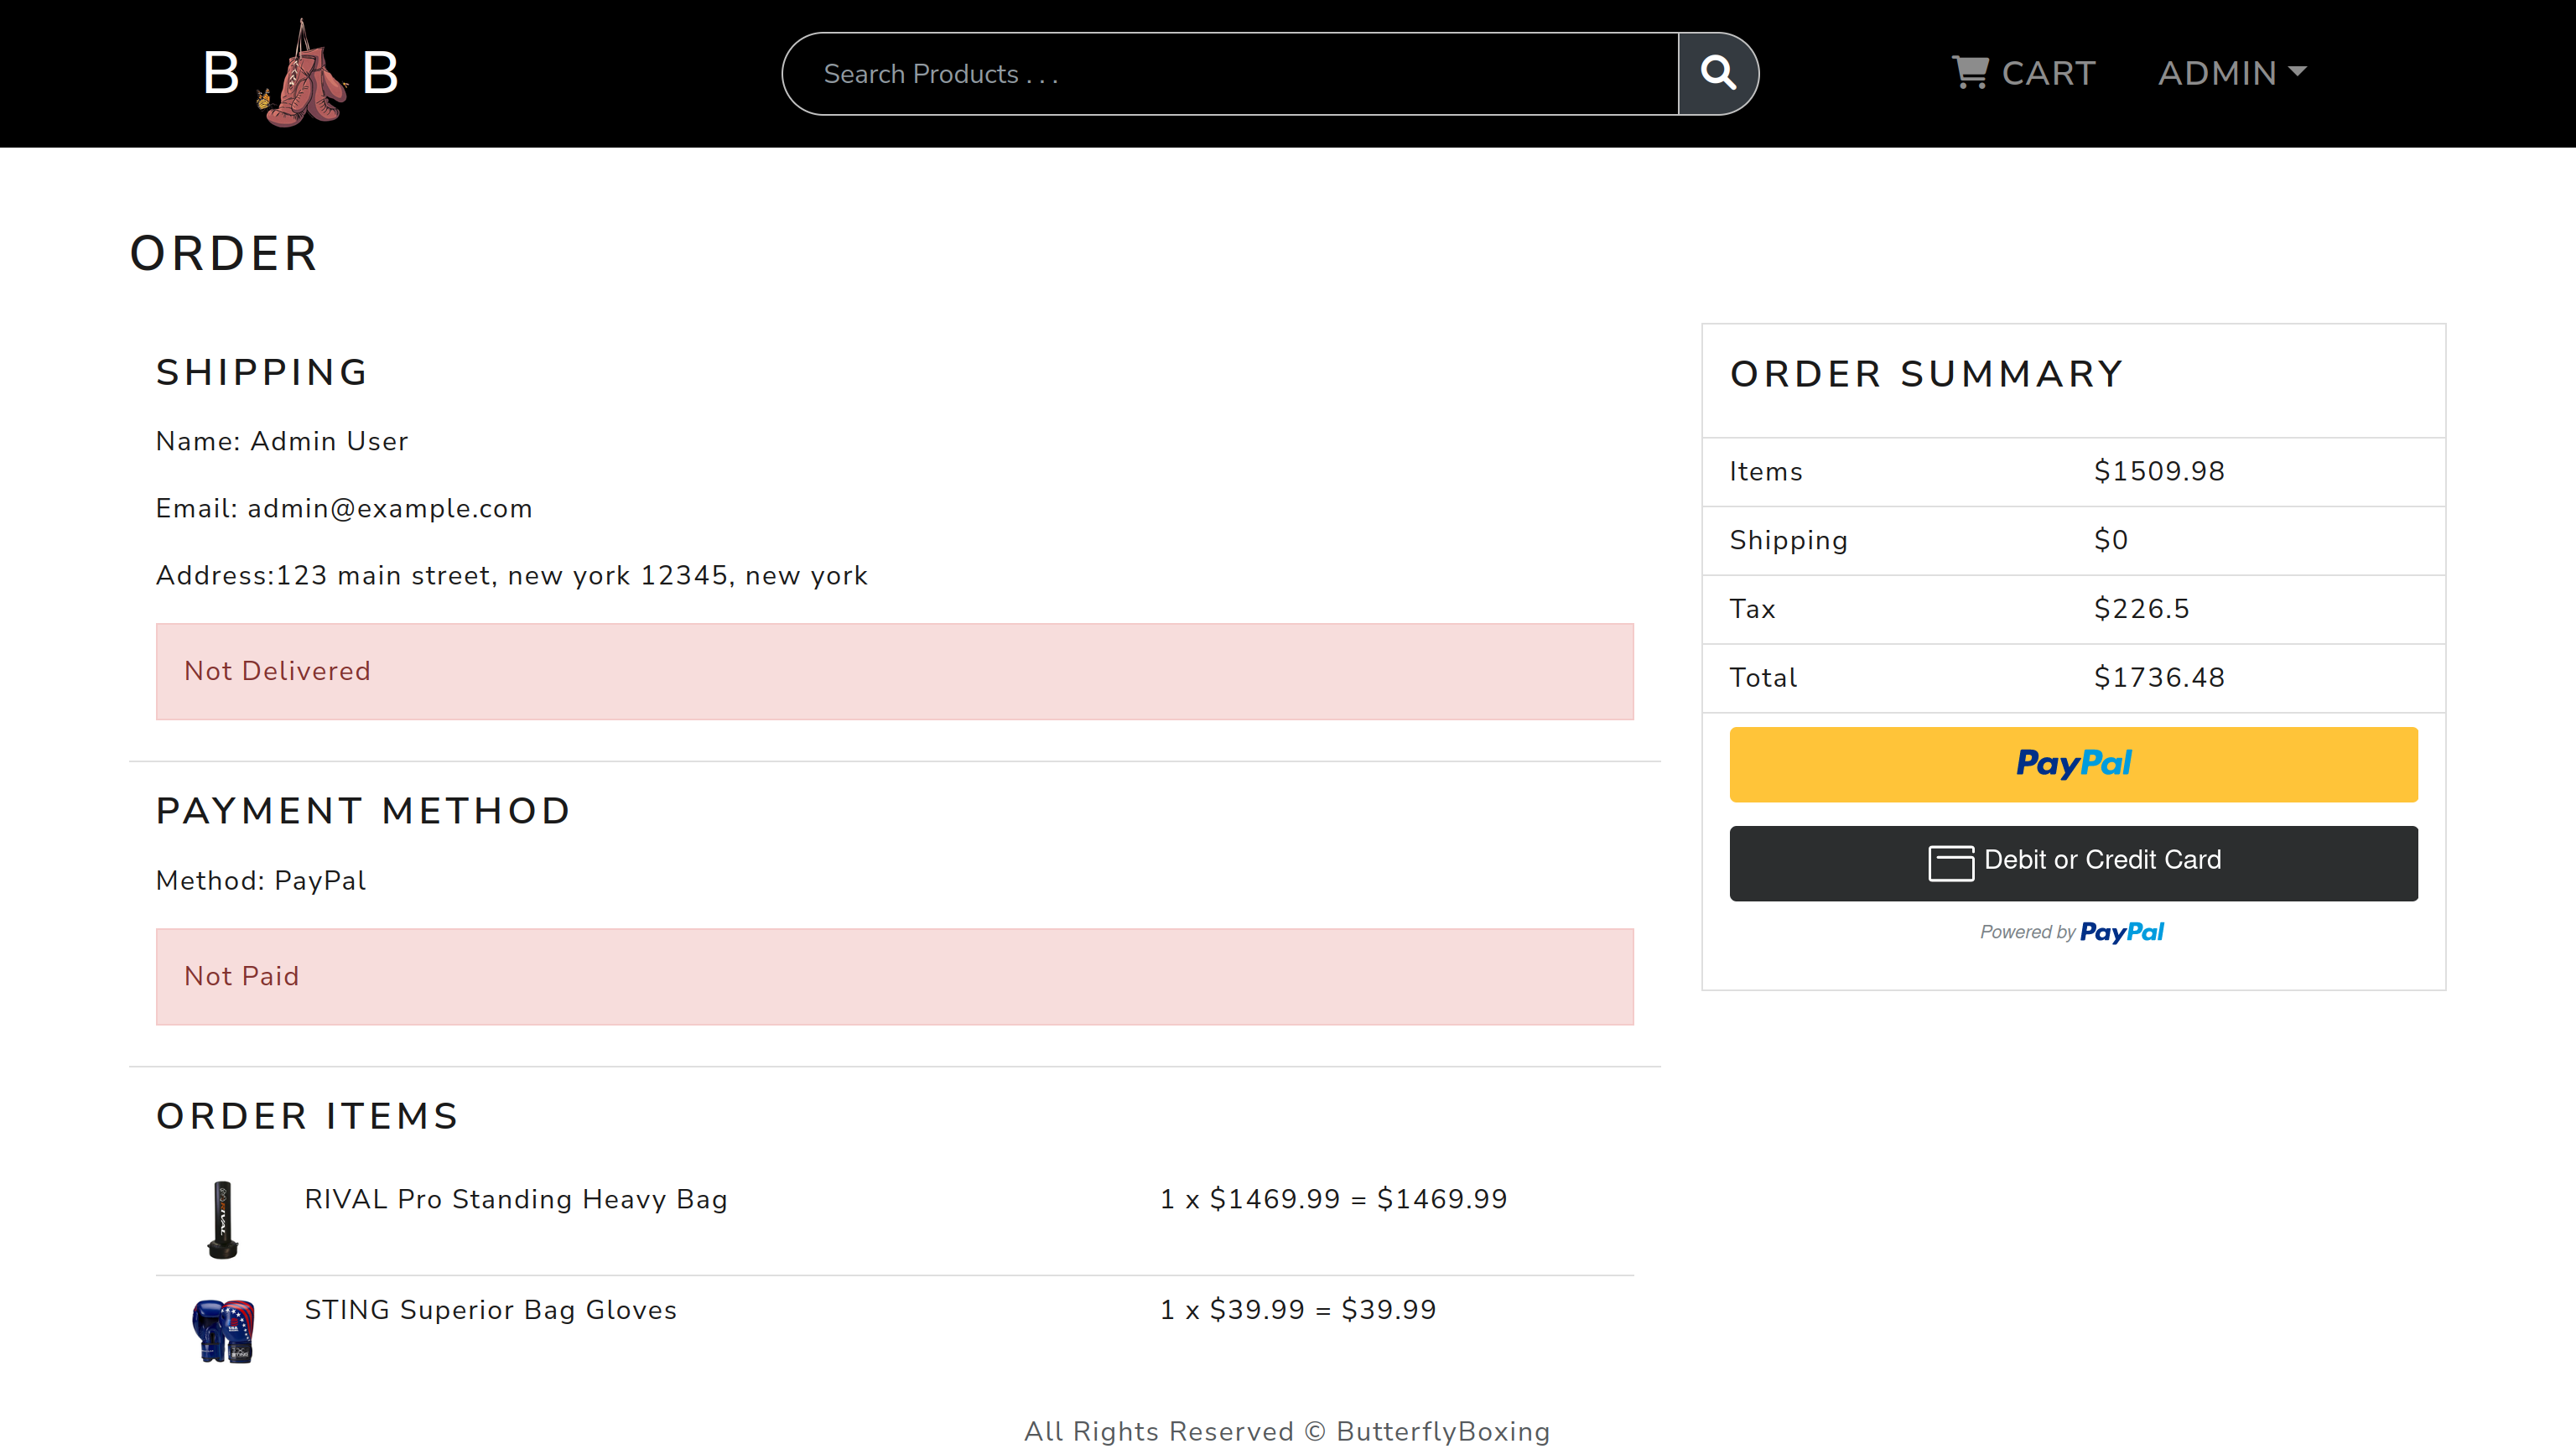 B B
Search Products . . .
CART
ADMIN
ORDER
SHIPPING
Name: Admin User
Email: admin@example.com
Address:123 main street, new york 12345, new york
Not Delivered
PAYMENT METHOD
Method: PayPal
Not Paid
ORDER ITEMS
RIVAL Pro Standing Heavy Bag
1 x $1469.99 = $1469.99
STING Superior Bag Gloves
1 x $39.99 = $39.99
ORDER SUMMARY
Items $1509.98
Shipping $0
Tax $226.5
Total $1736.48
PayPal
Debit or Credit Card
Powered by PayPal
All Rights Reserved © ButterflyBoxing